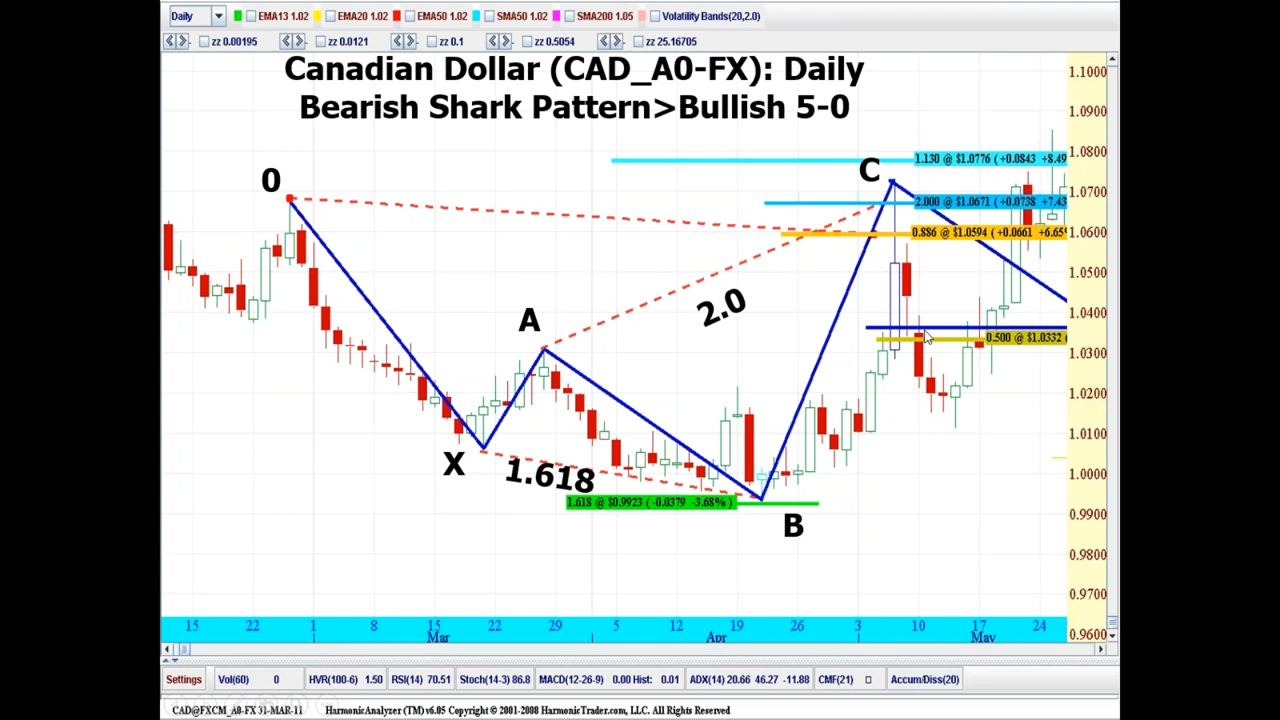 Daily EMA13 1.02 EMA20 1.02 EMA50 1.02 SMA50 1.02 SMA200 1.05 Volatility Bands(20,2.0)
zz 0.00195 zz 0.0121 zz 0.1 zz 0.5054 zz 25.16705
Canadian Dollar (CAD_A0-FX): Daily
Bearish Shark Pattern>Bullish 5-0
1.1000
1.0900
1.0800
1.130 @ $1.0776 ( +0.0843 +8.49
C
0
1.0700
2.000 @ $1.0671 ( +0.0738 +7.43
0.886 @ $1.0594 ( +0.0661 +6.65%
1.0600
1.0500
2.0
1.0400
A
0.500 @ $1.0332 (
1.0300
1.0200
1.0100
X
1.618
1.0000
1.618 @ $0.9923 ( -0.0379 -3.68% )
0.9900
B
0.9800
0.9700
0.9600
15 22 1 8 15 22 29 5 12 19 26 3 10 17 24
Mar Apr May
Settings Vol(60) 0 HVR(100-6) 1.50 RSI(14) 70.51 Stoch(14-3) 86.8 MACD(12-26-9) 0.00 Hist: 0.01 ADX(14) 20.66 46.27 -11.88 CMF(21) Accum/Diss(20)
CAD@FXCM_A0-FX 31-MAR-11 HarmonicAnalyzer (TM) v6.05 Copyright © 2001-2008 HarmonicTrader.com, LLC. All Rights Reserved